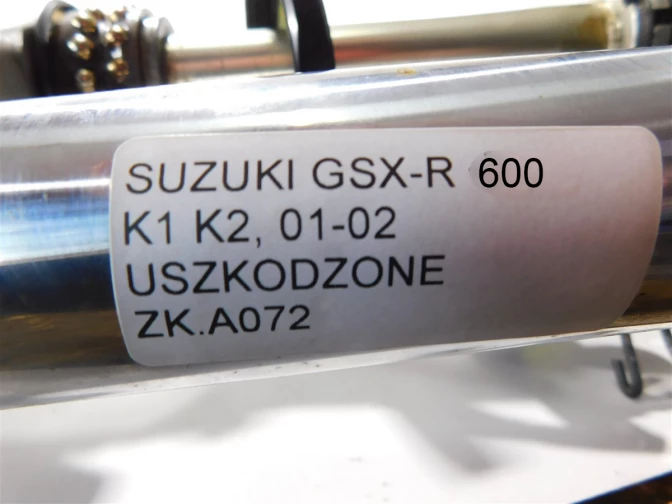 SUZUKI GSX-R 600
K1 K2, 01-02
USZKODZONE
ZK.A072